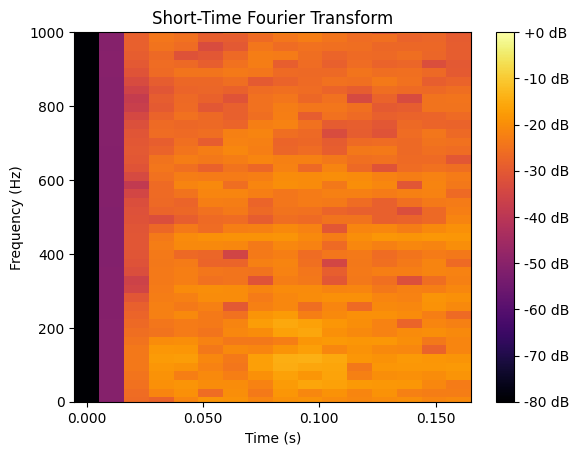 Short-Time Fourier Transform
Frequency (Hz)
1000
800
600
400
200
0
0.000
0.050
0.100
0.150
Time (s)
+0 dB
-10 dB
-20 dB
-30 dB
-40 dB
-50 dB
-60 dB
-70 dB
-80 dB